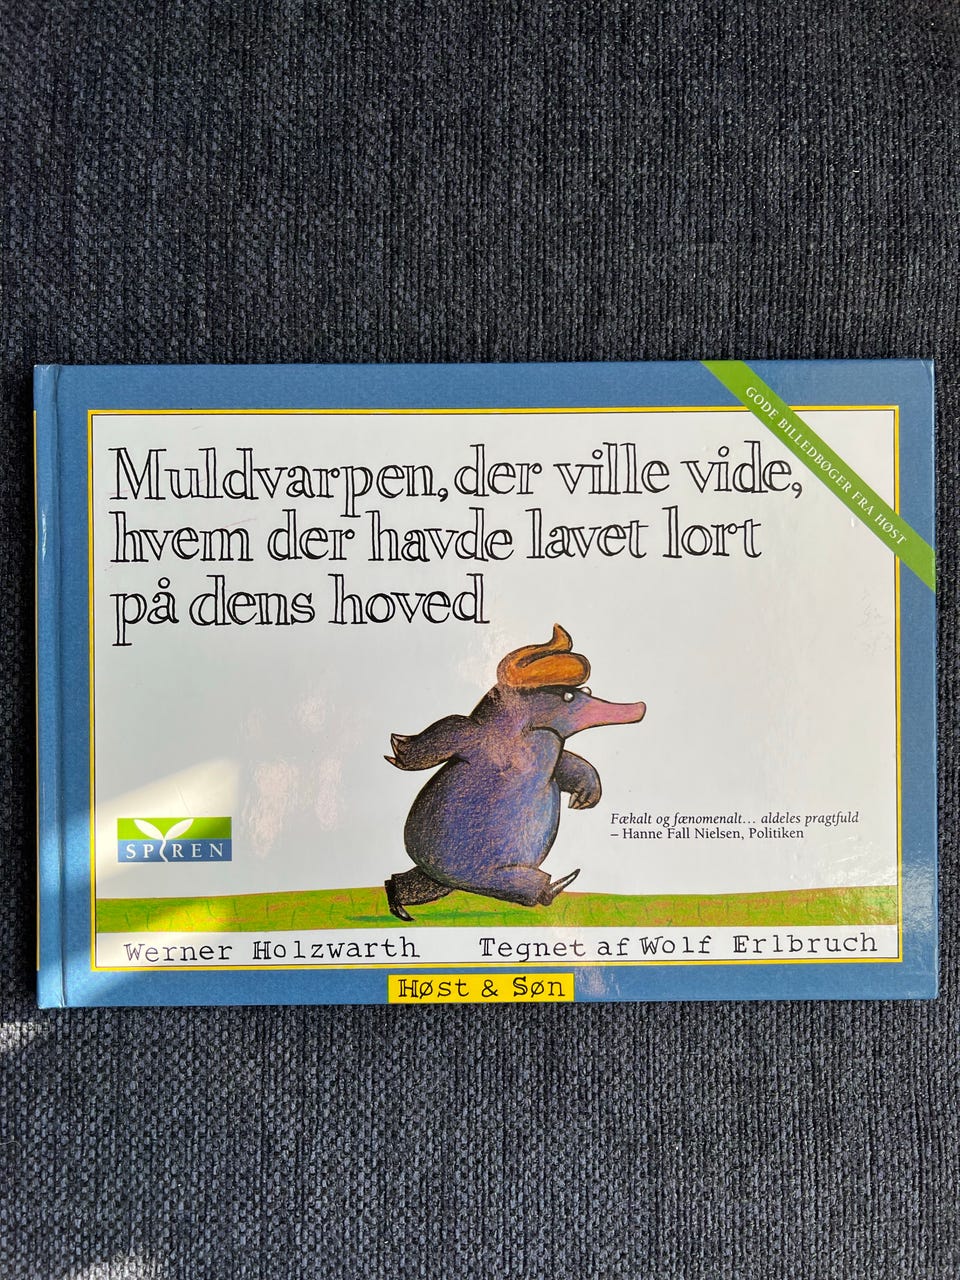 GODE BILLEDBØGER FRA HØST
Muldvarpen, der ville vide,
hvem der havde lavet lort
på dens hoved
Fækalt og fænomenalt... aldeles pragtfuld
– Hanne Fall Nielsen, Politiken
SPIREN
Werner Holzwarth Tegnet af Wolf Erlbruch
Høst & Søn